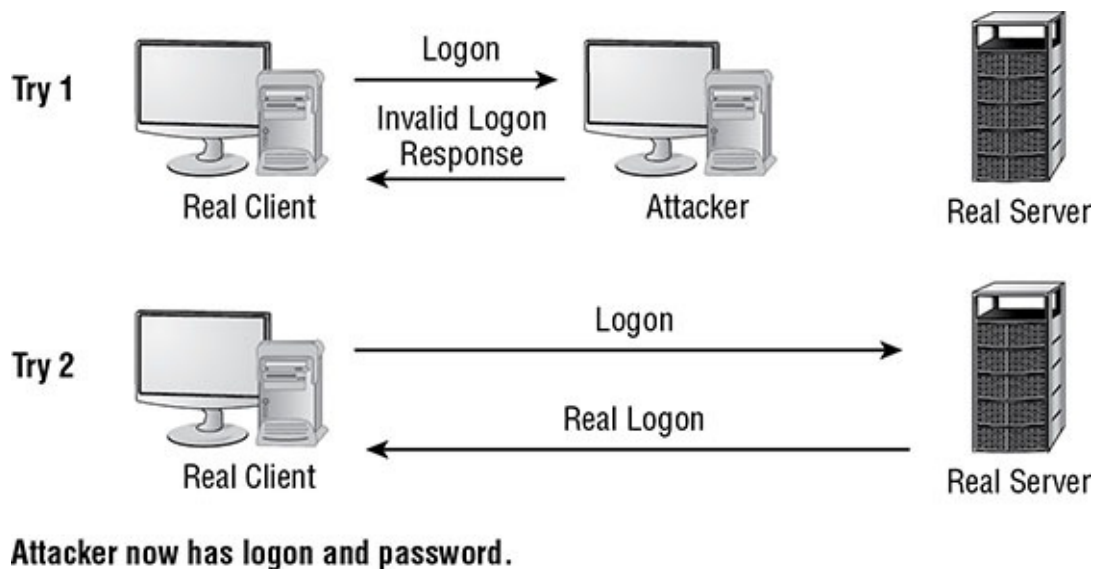 Try 1
Logon
Invalid Logon
Response
Real Client
Attacker
Real Server
Try 2
Logon
Real Logon
Real Client
Real Server
Attacker now has logon and password.